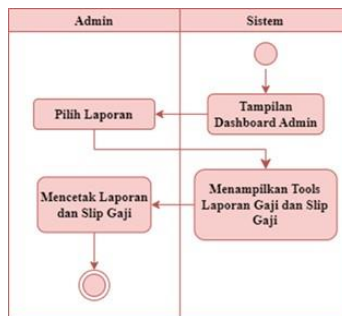 Admin
Sistem
Tampilan
Dashboard Admin
Pilih Laporan
Menampilkan Tools
Laporan Gaji dan Slip
Gaji
Mencetak Laporan
dan Slip Gaji